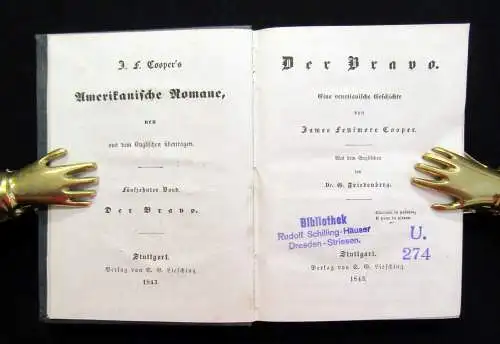 J. F. Cooper's
Amerikanische Romane,
neu
aus dem Englischen übertragen.
Fünfzehnter Band.
Der Bravo.
Stuttgart.
Verlag von S. G. Liesching.
1843.
Der Bravo.
Eine venetianische Geschichte
von
James Fenimore Cooper.
Aus dem Englischen
von
Dr. G. Friedenberg.
Bibliothek
Rudolf Schilling-Häuser
Dresden-Striesen.
U.
274
Stuttgart.
Verlag von S. G. Liesching.
1843.